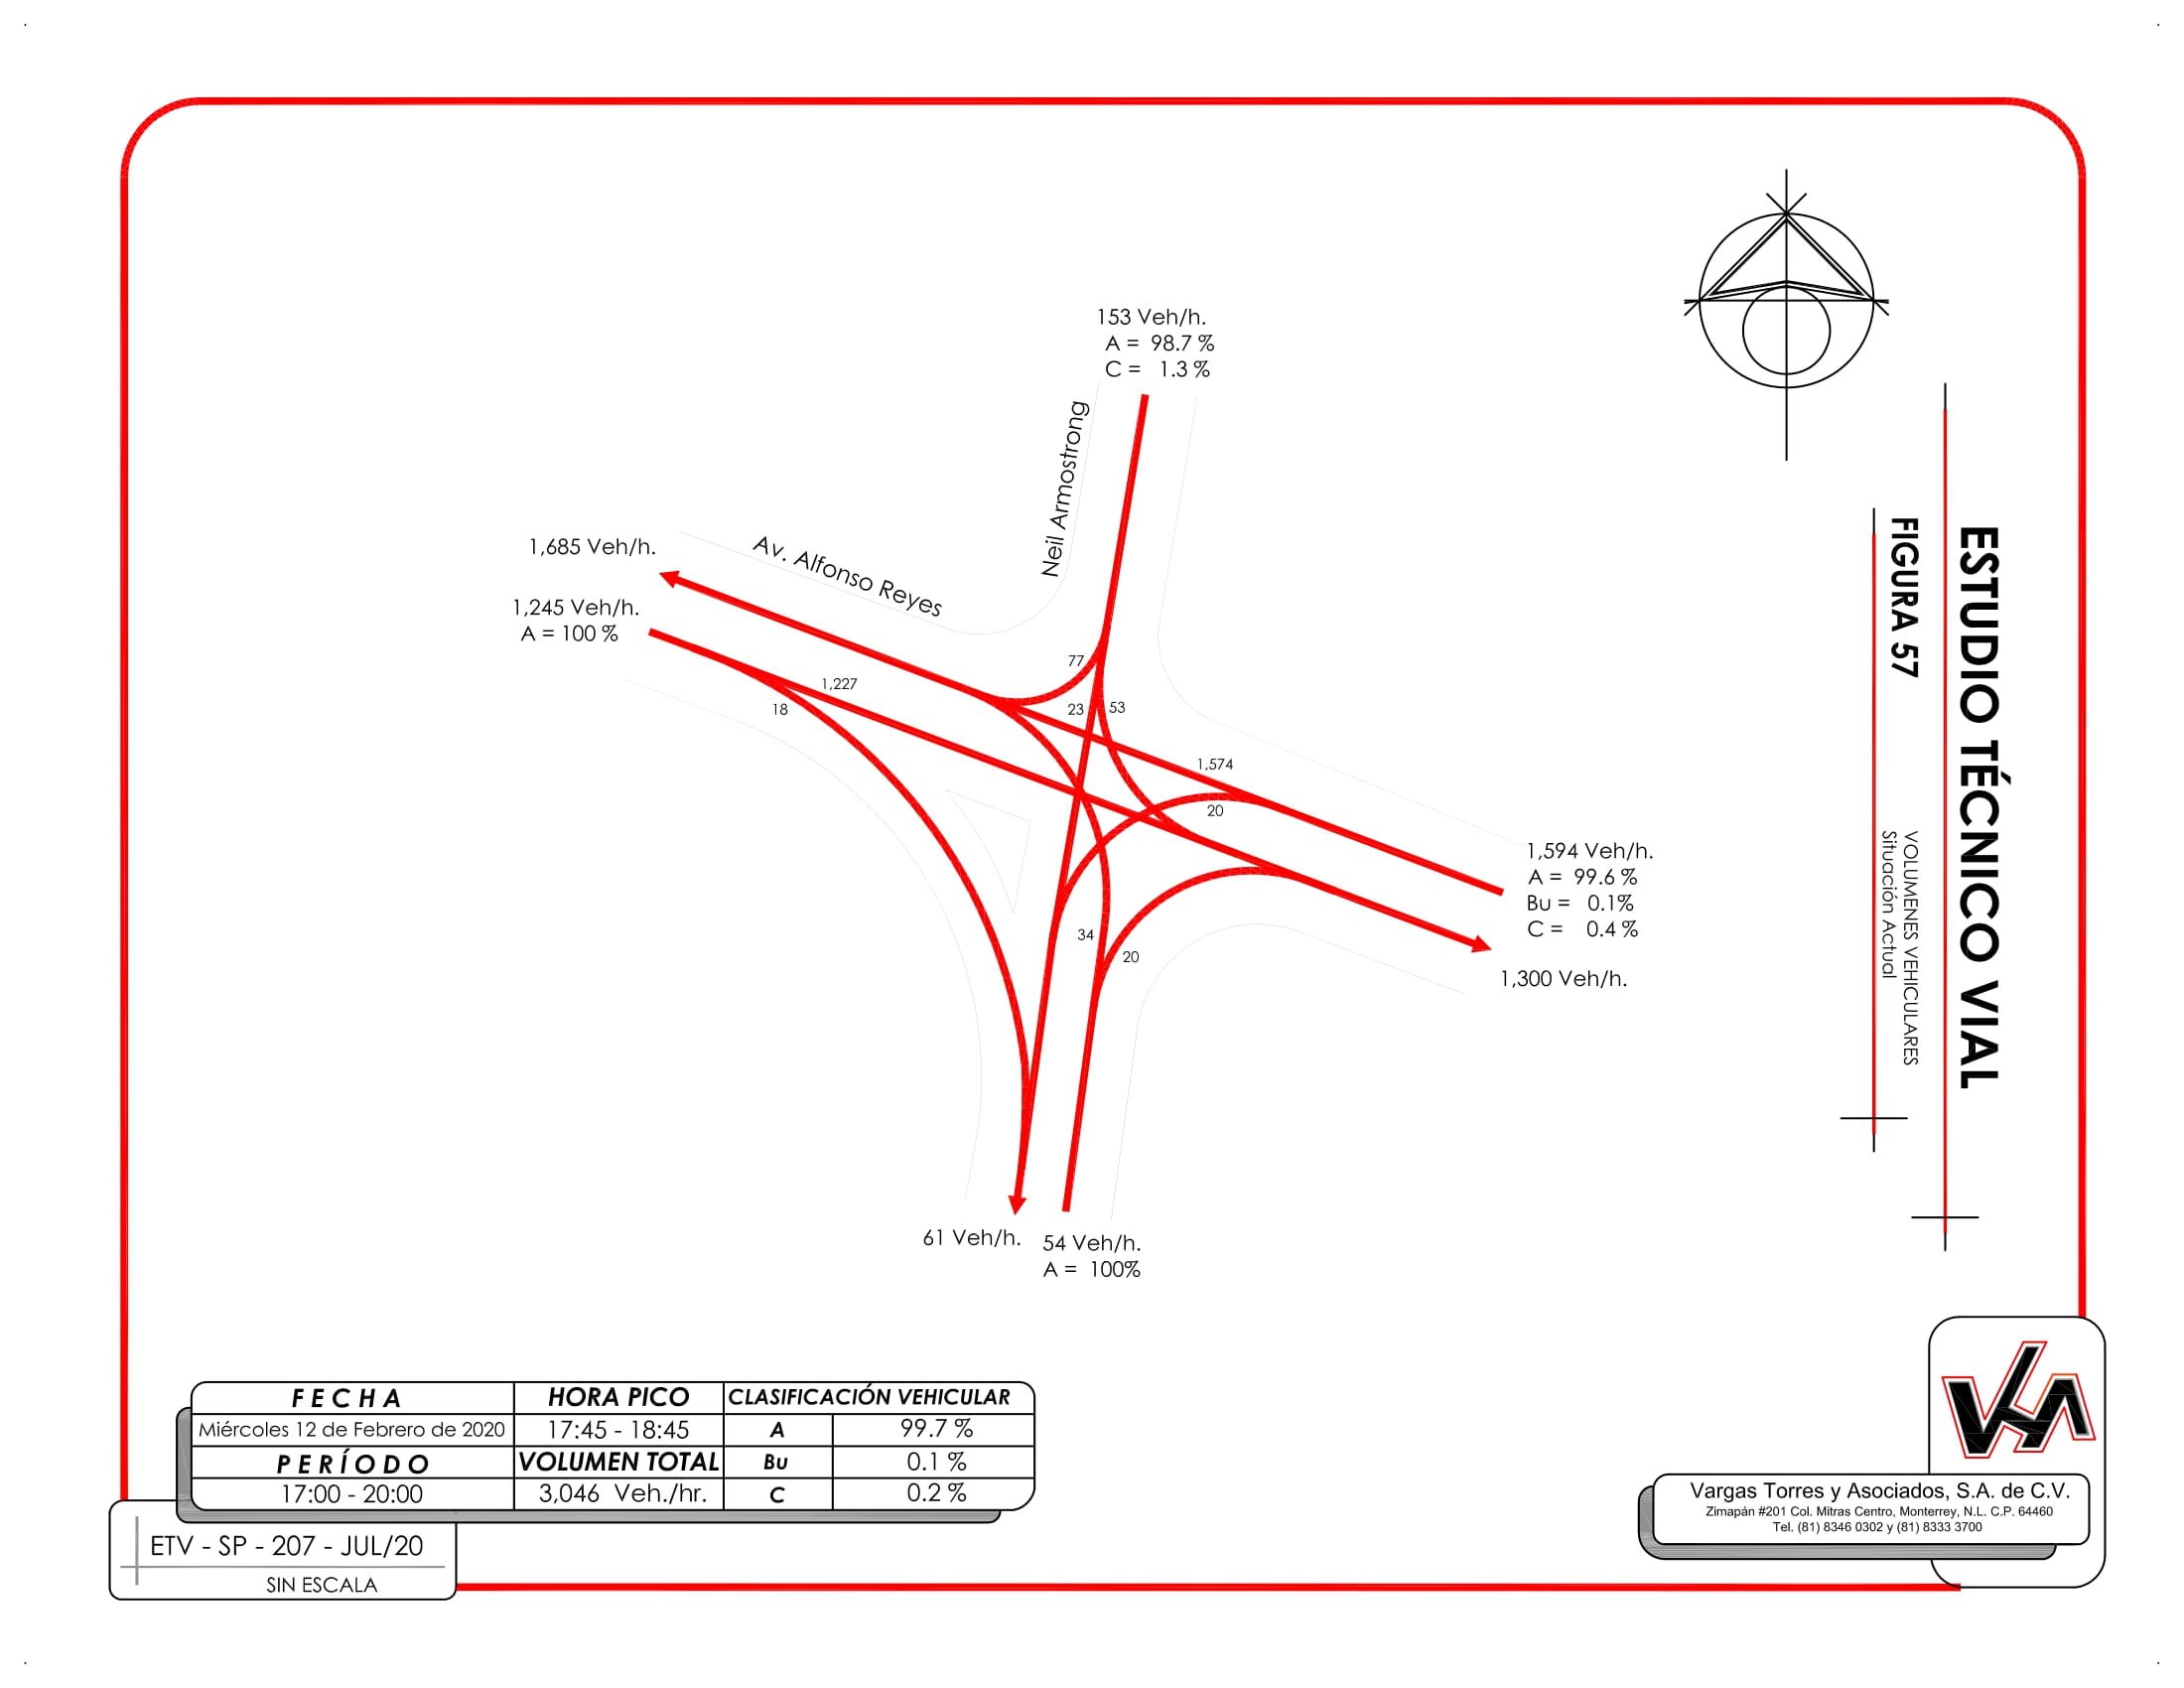 153 Veh/h.
A = 98.7 %
C = 1.3 %
Neil Armostrong
Av. Alfonso Reyes
1,685 Veh/h.
1,245 Veh/h.
A = 100 %
77
1,227
18
23
53
1,574
20
1,594 Veh/h.
A = 99.6 %
Bu = 0.1%
C = 0.4 %
34
20
1,300 Veh/h.
61 Veh/h.
54 Veh/h.
A = 100%
ESTUDIO TÉCNICO VIAL
FIGURA 57
VOLUMENES VEHICULARES
Situación Actual
FECHA HORA PICO CLASIFICACIÓN VEHICULAR
Miércoles 12 de Febrero de 2020 17:45 - 18:45 A 99.7 %
PERÍODO VOLUMEN TOTAL Bu 0.1 %
17:00 - 20:00 3,046 Veh./hr. C 0.2 %
ETV - SP - 207 - JUL/20
SIN ESCALA
Vargas Torres y Asociados, S.A. de C.V.
Zimapán #201 Col. Mitras Centro, Monterrey, N.L. C.P. 64460
Tel. (81) 8346 0302 y (81) 8333 3700